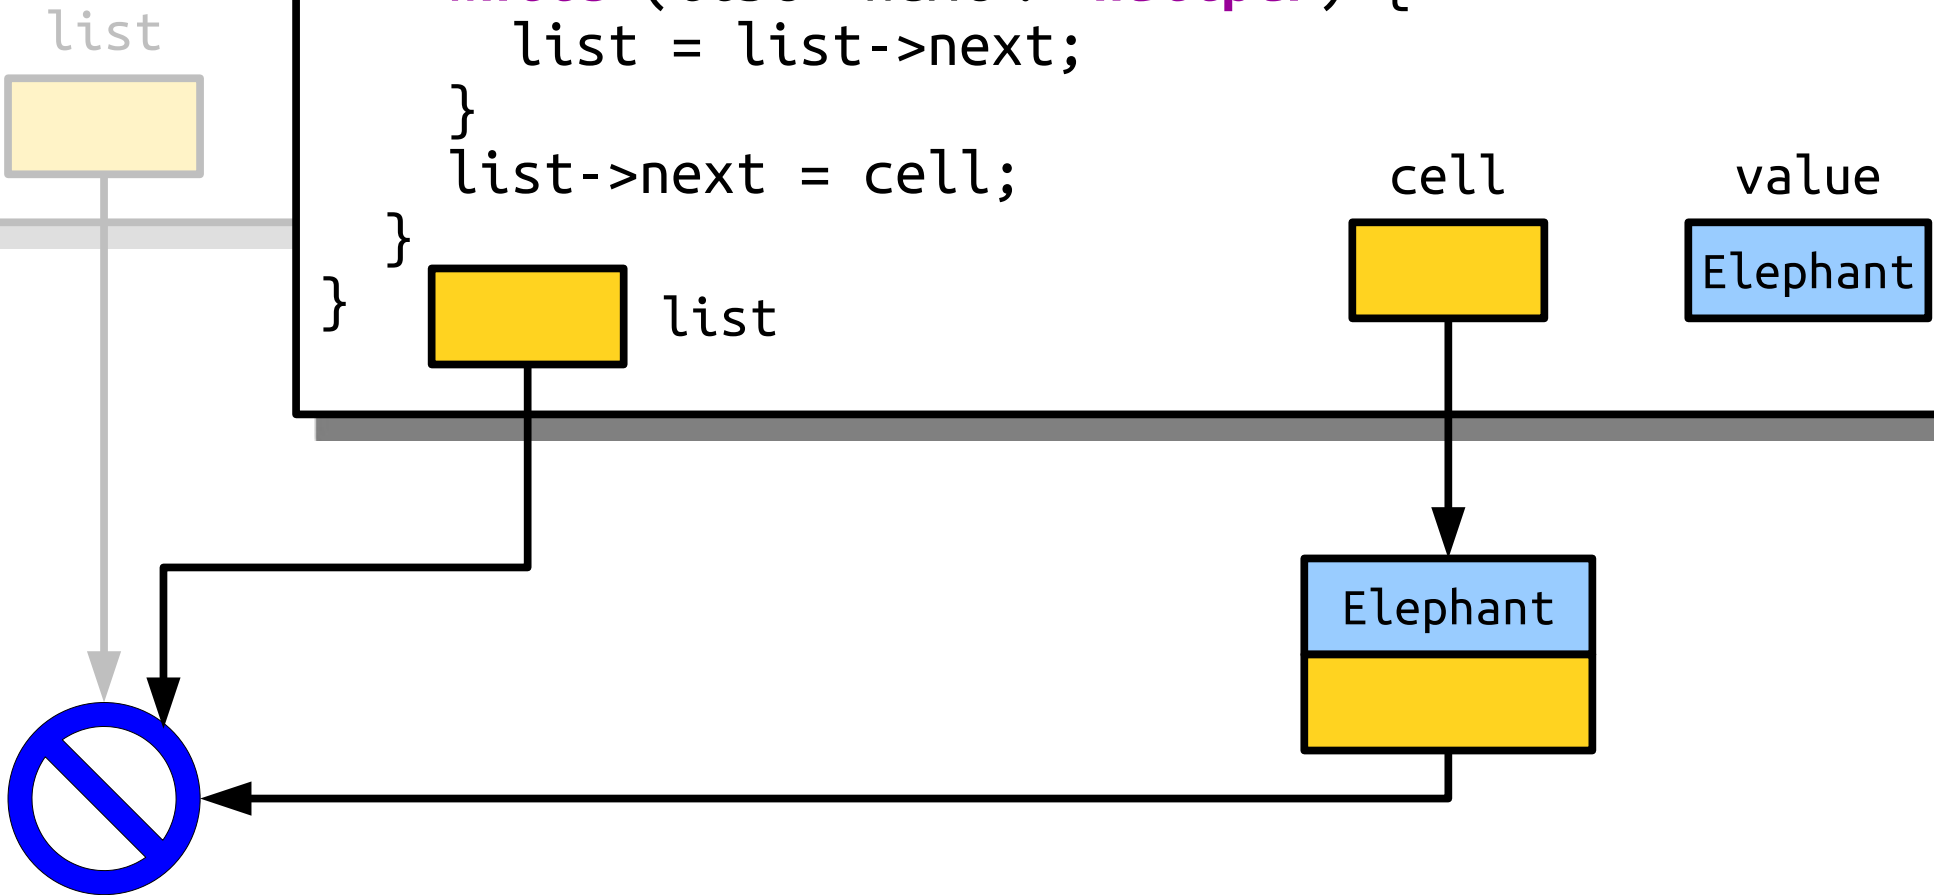 list
list = list->next;
}
list->next = cell;
}
}
list
cell
value
Elephant
Elephant